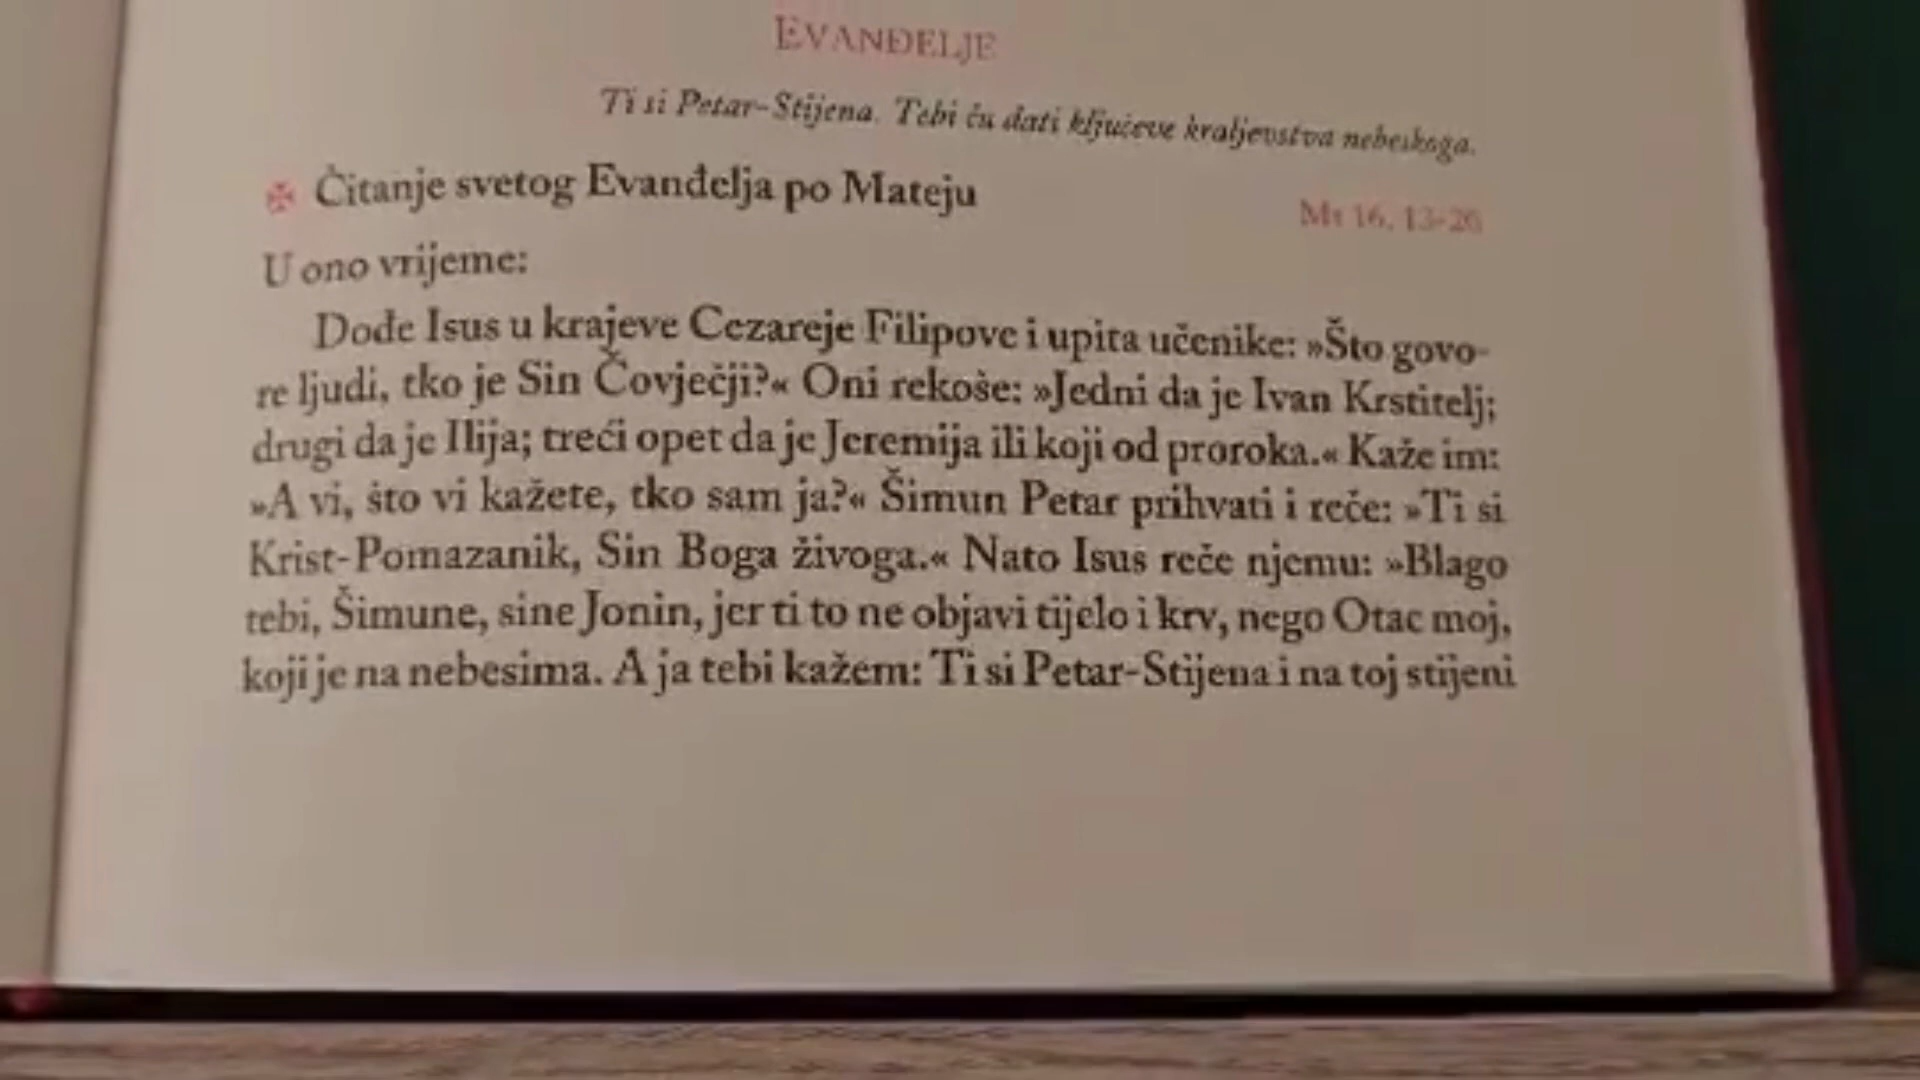 EVANĐELJE
Ti si Petar-Stijena. Tebi ću dati ključeve kraljevstva nebeskoga.
✠ Čitanje svetog Evanđelja po Mateju
Mt 16, 13-20
U ono vrijeme:
Dođe Isus u krajeve Cezareje Filipove i upita učenike: »Što govo-
re ljudi, tko je Sin Čovječji?« Oni rekoše: »Jedni da je Ivan Krstitelj;
drugi da je Ilija; treći opet da je Jeremija ili koji od proroka.« Kaže im:
»A vi, što vi kažete, tko sam ja?« Šimun Petar prihvati i reče: »Ti si
Krist-Pomazanik, Sin Boga živoga.« Nato Isus reče njemu: »Blago
tebi, Šimune, sine Jonin, jer ti to ne objavi tijelo i krv, nego Otac moj,
koji je na nebesima. A ja tebi kažem: Ti si Petar-Stijena i na toj stijeni